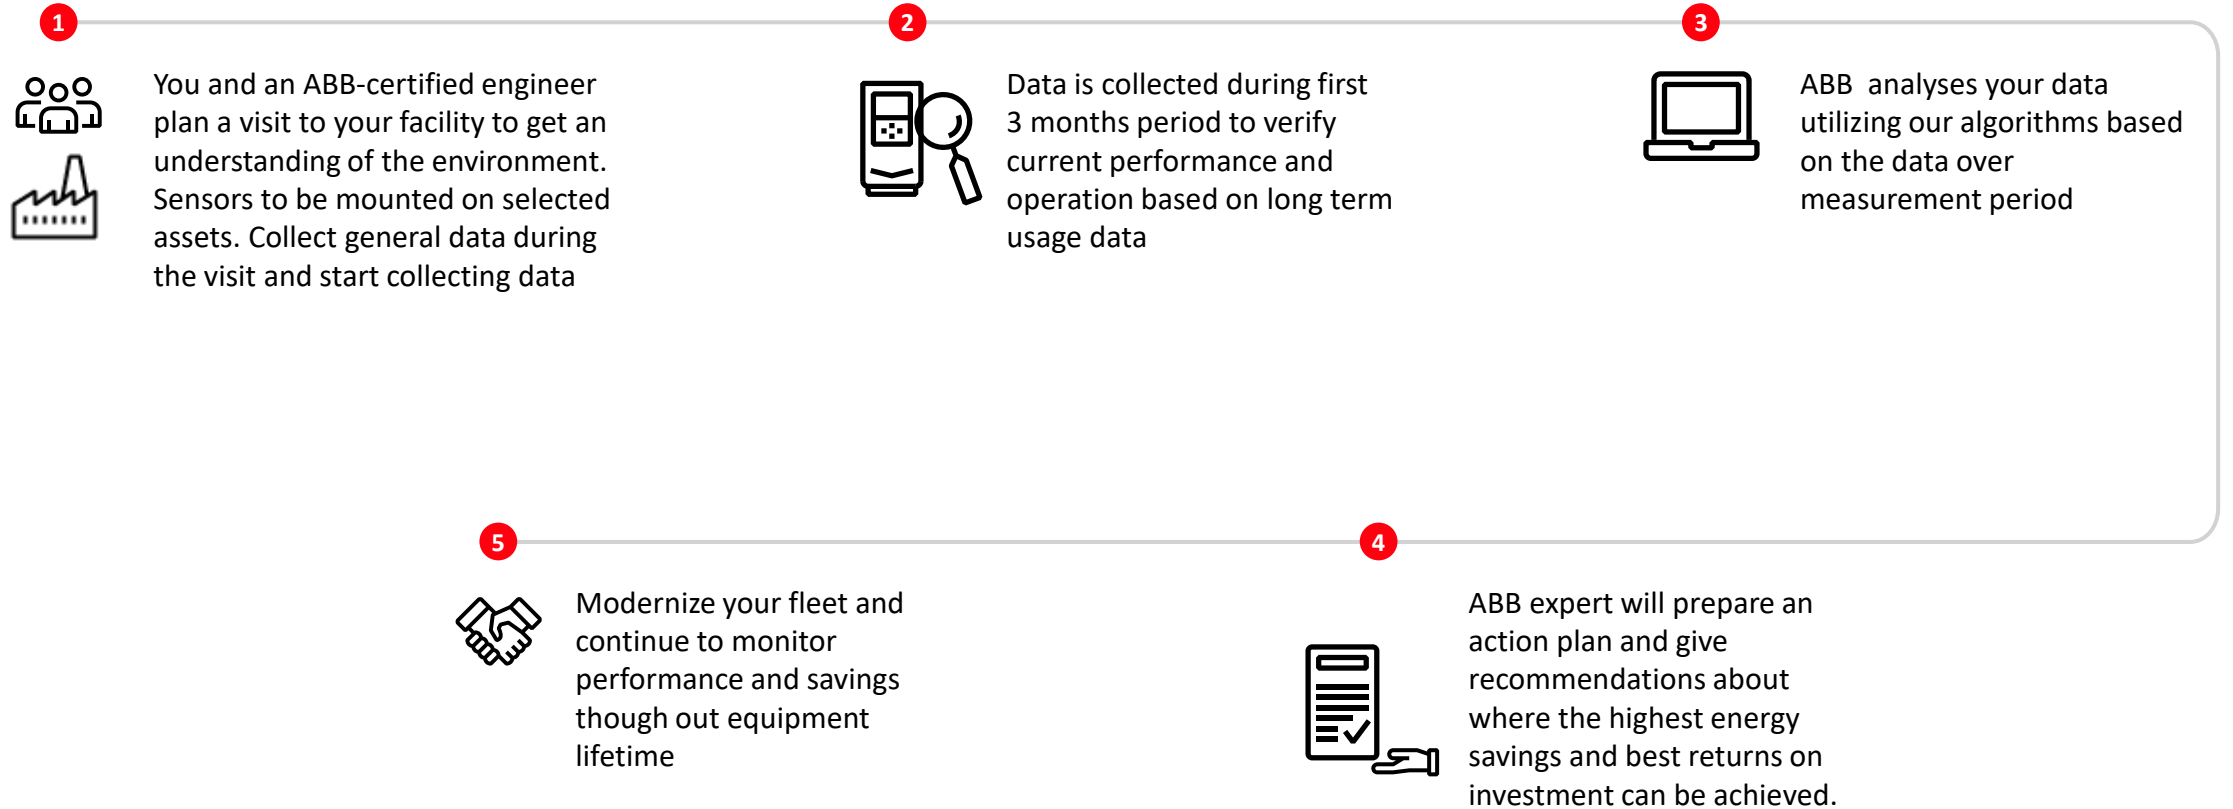 1
You and an ABB-certified engineer
plan a visit to your facility to get an
understanding of the environment.
Sensors to be mounted on selected
assets. Collect general data during
the visit and start collecting data
2
Data is collected during first
3 months period to verify
current performance and
operation based on long term
usage data
3
ABB  analyses your data
utilizing our algorithms based
on the data over
measurement period
4
ABB expert will prepare an
action plan and give
recommendations about
where the highest energy
savings and best returns on
investment can be achieved.
5
Modernize your fleet and
continue to monitor
performance and savings
though out equipment
lifetime